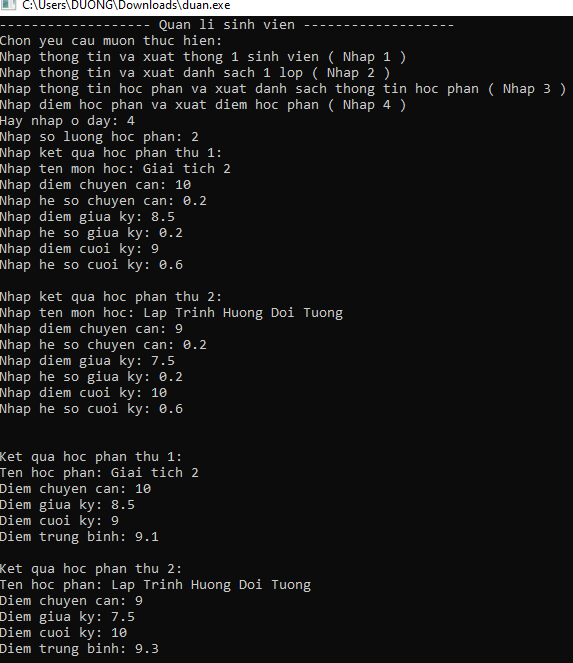 C:\Users\DUONG\Downloads\duan.exe
------------------- Quan li sinh vien -------------------
Chon yeu cau muon thuc hien:
Nhap thong tin va xuat thong 1 sinh vien ( Nhap 1 )
Nhap thong tin va xuat danh sach 1 lop ( Nhap 2 )
Nhap thong tin hoc phan va xuat danh sach thong tin hoc phan ( Nhap 3 )
Nhap diem hoc phan va xuat diem hoc phan ( Nhap 4 )
Hay nhap o day: 4
Nhap so luong hoc phan: 2
Nhap ket qua hoc phan thu 1:
Nhap ten mon hoc: Giai tich 2
Nhap diem chuyen can: 10
Nhap he so chuyen can: 0.2
Nhap diem giua ky: 8.5
Nhap he so giua ky: 0.2
Nhap diem cuoi ky: 9
Nhap he so cuoi ky: 0.6
Nhap ket qua hoc phan thu 2:
Nhap ten mon hoc: Lap Trinh Huong Doi Tuong
Nhap diem chuyen can: 9
Nhap he so chuyen can: 0.2
Nhap diem giua ky: 7.5
Nhap he so giua ky: 0.2
Nhap diem cuoi ky: 10
Nhap he so cuoi ky: 0.6
Ket qua hoc phan thu 1:
Ten hoc phan: Giai tich 2
Diem chuyen can: 10
Diem giua ky: 8.5
Diem cuoi ky: 9
Diem trung binh: 9.1
Ket qua hoc phan thu 2:
Ten hoc phan: Lap Trinh Huong Doi Tuong
Diem chuyen can: 9
Diem giua ky: 7.5
Diem cuoi ky: 10
Diem trung binh: 9.3